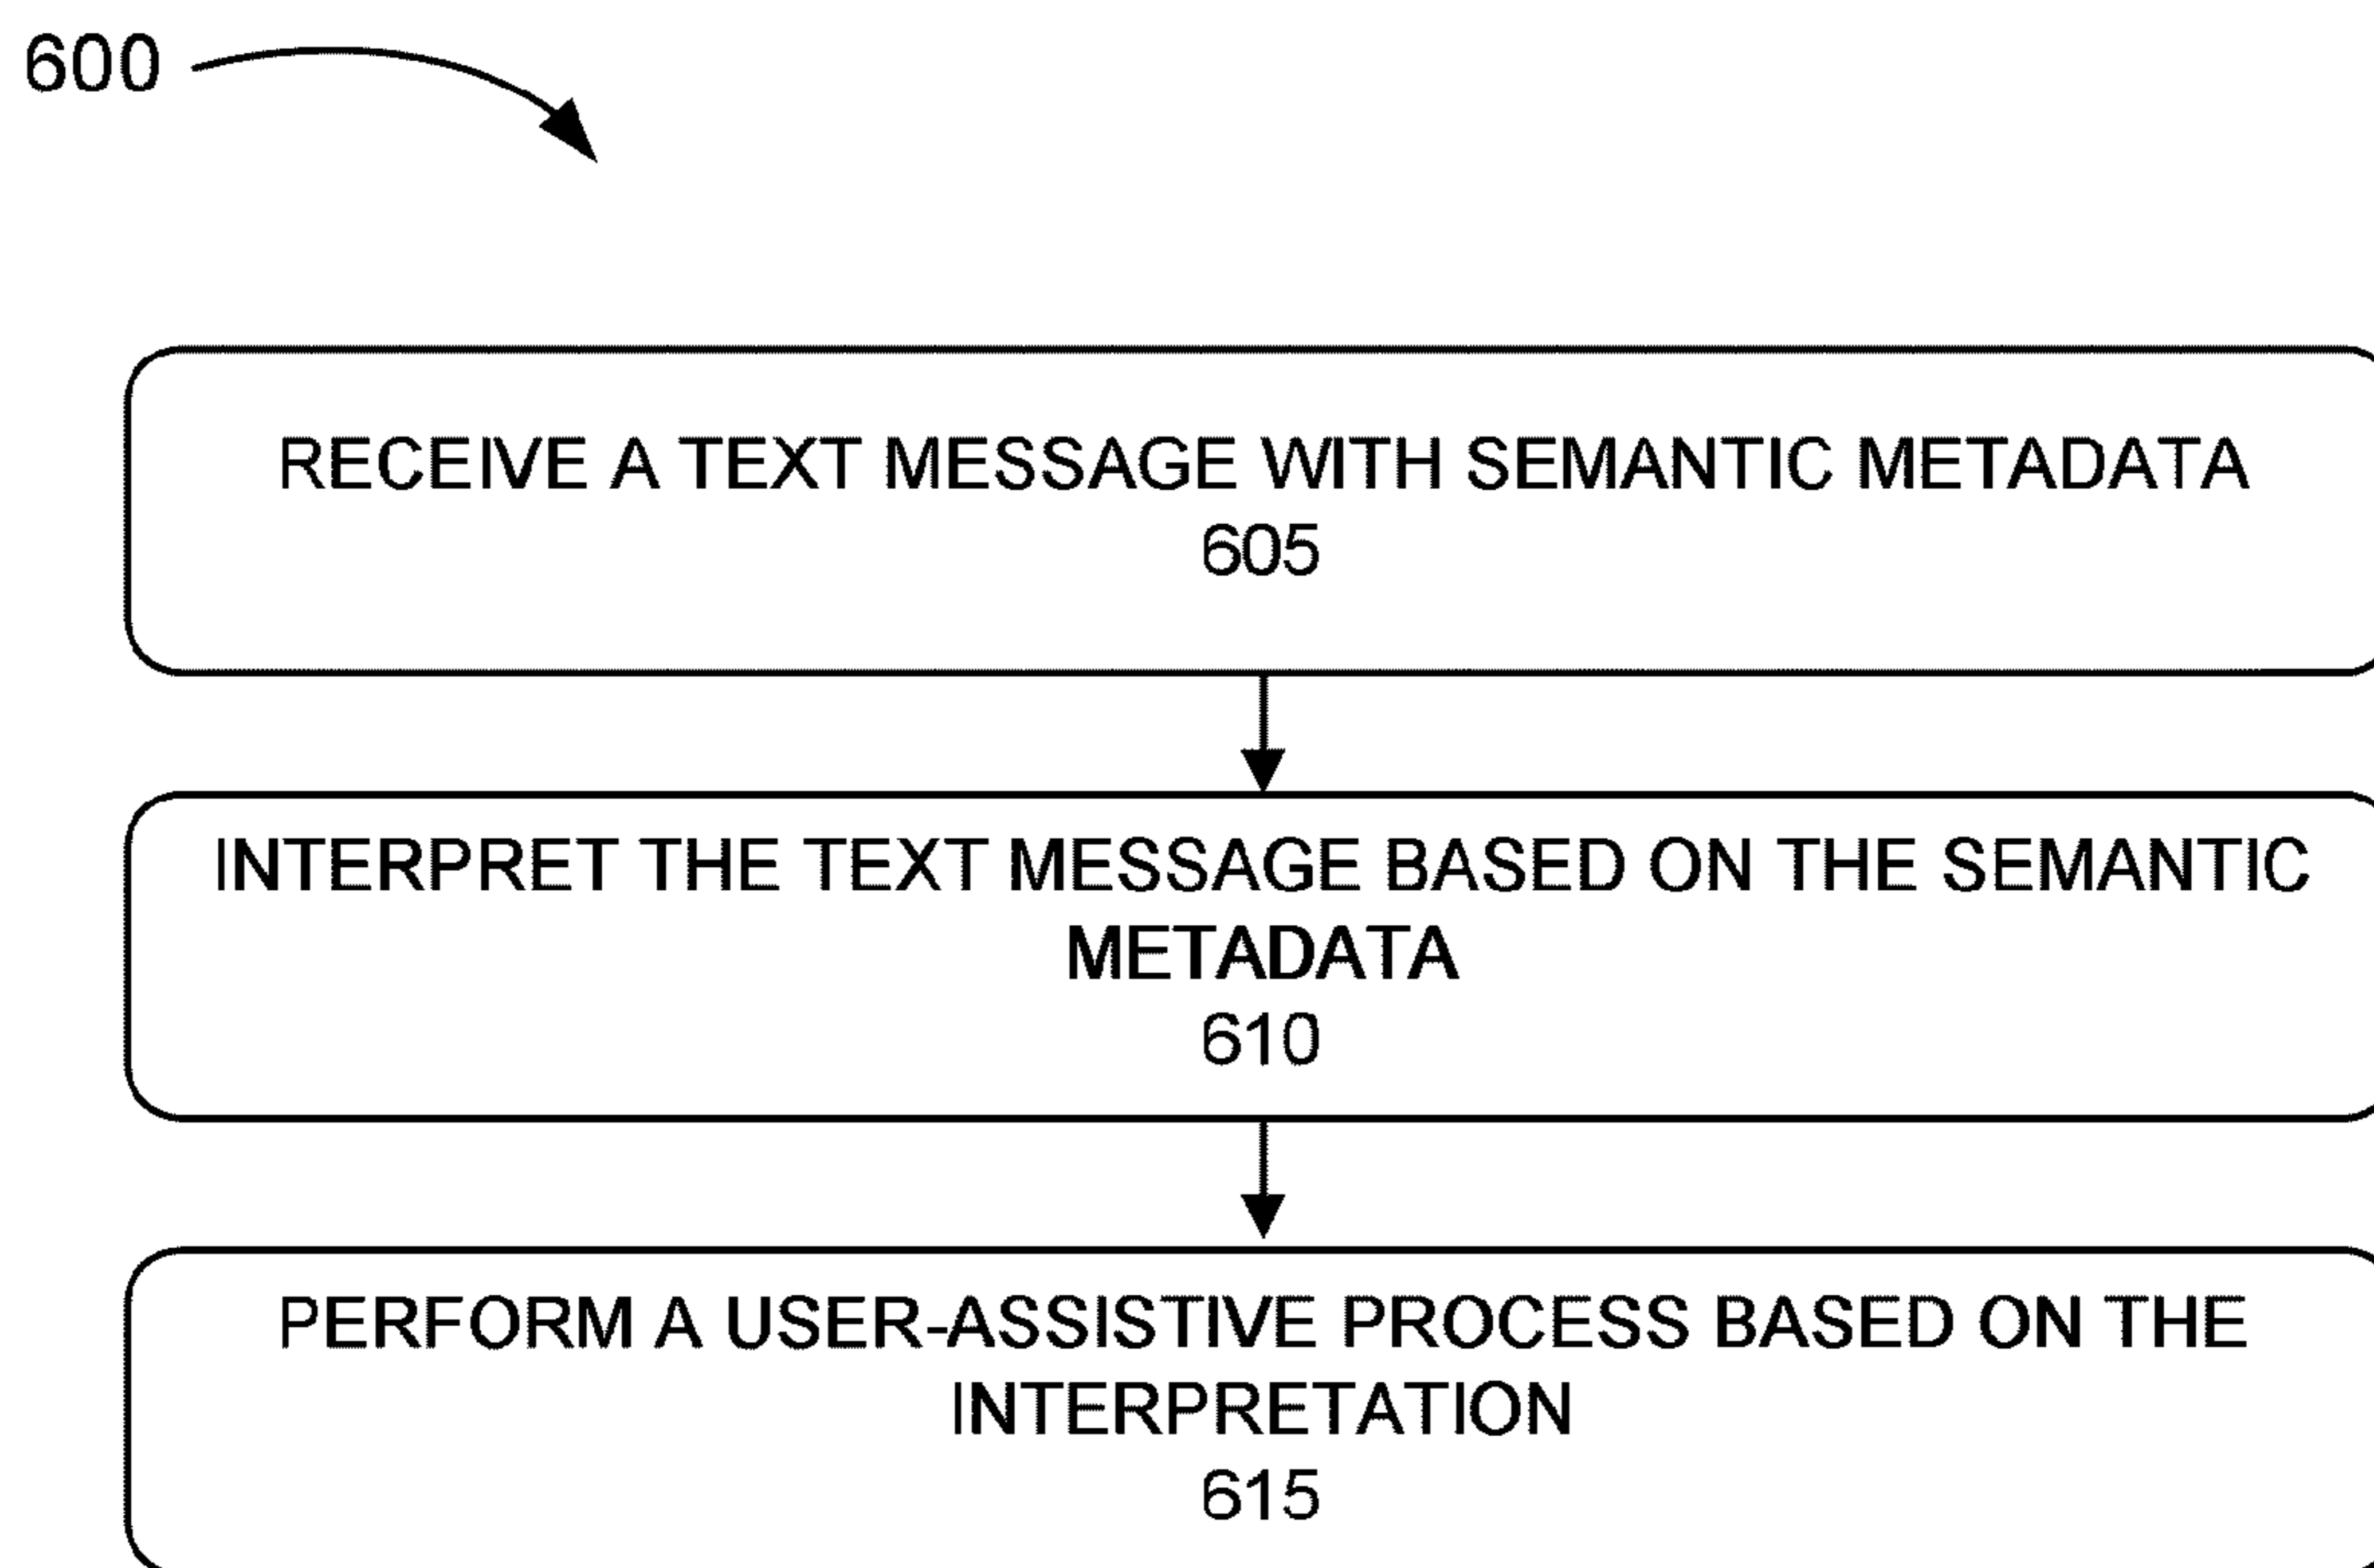 600
RECEIVE A TEXT MESSAGE WITH SEMANTIC METADATA
605
INTERPRET THE TEXT MESSAGE BASED ON THE SEMANTIC
METADATA
610
PERFORM A USER-ASSISTIVE PROCESS BASED ON THE
INTERPRETATION
615